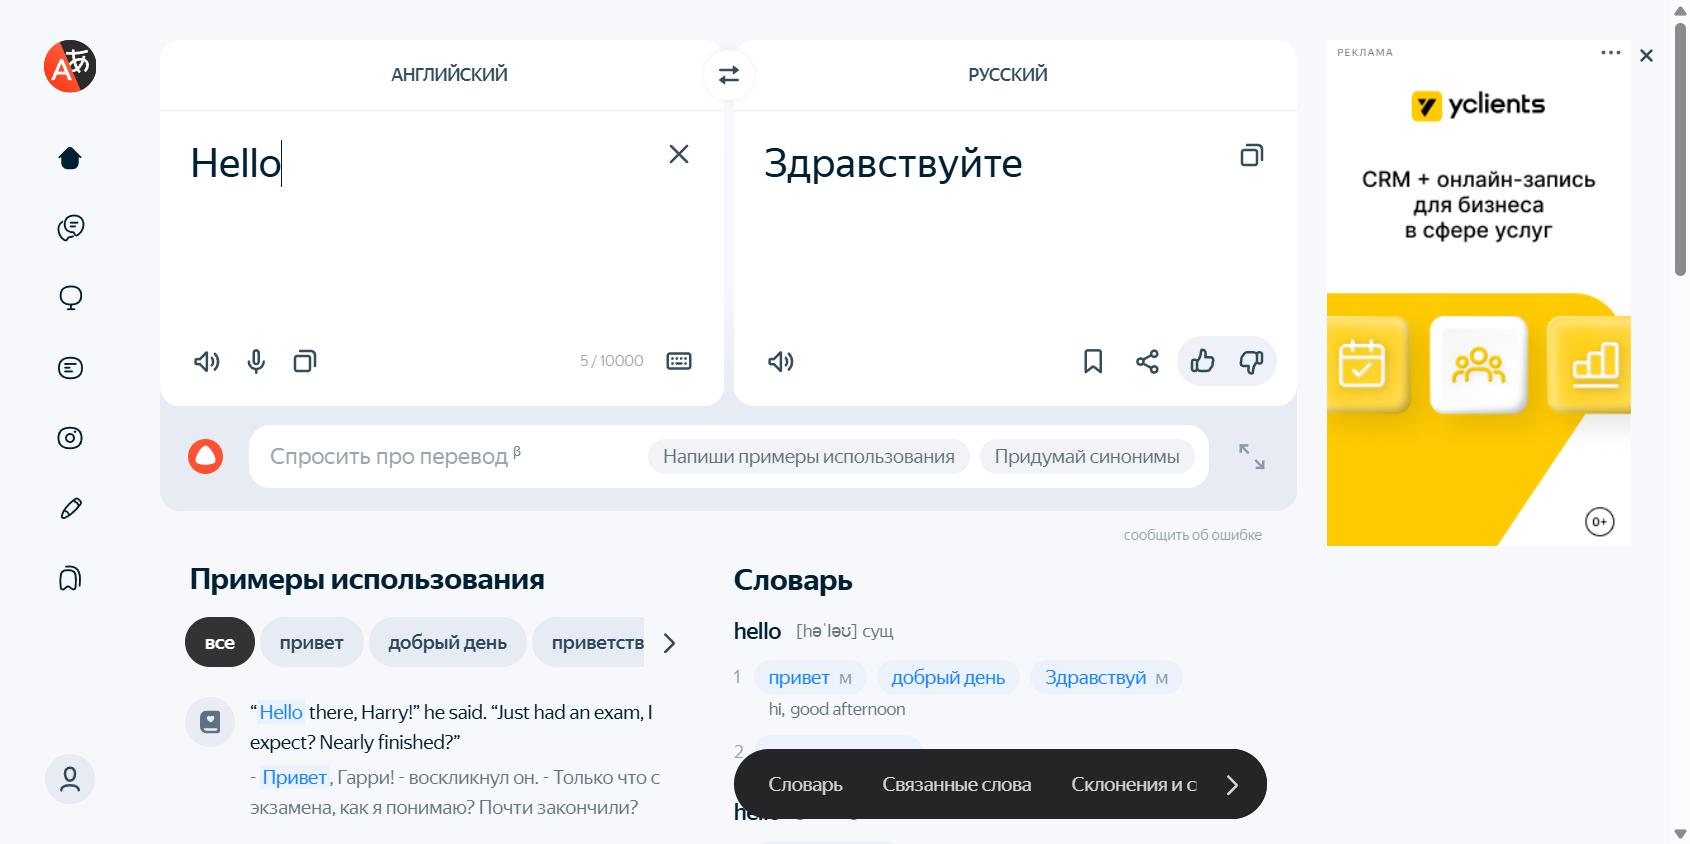 АНГЛИЙСКИЙ
РУССКИЙ
Hello
Здравствуйте
5 / 10000
Спросить про перевод β
Напиши примеры использования
Придумай синонимы
сообщить об ошибке
Примеры использования
все
привет
добрый день
приветств
“Hello there, Harry!” he said. “Just had an exam, I
expect? Nearly finished?”
- Привет, Гарри! - воскликнул он. - Только что с
экзамена, как я понимаю? Почти закончили?
Словарь
hello [həˈləʊ] сущ
1 привет м добрый день Здравствуй м
hi, good afternoon
2
Словарь Связанные слова Склонения и с
РЕКЛАМА
yclients
CRM + онлайн-запись
для бизнеса
в сфере услуг
0+